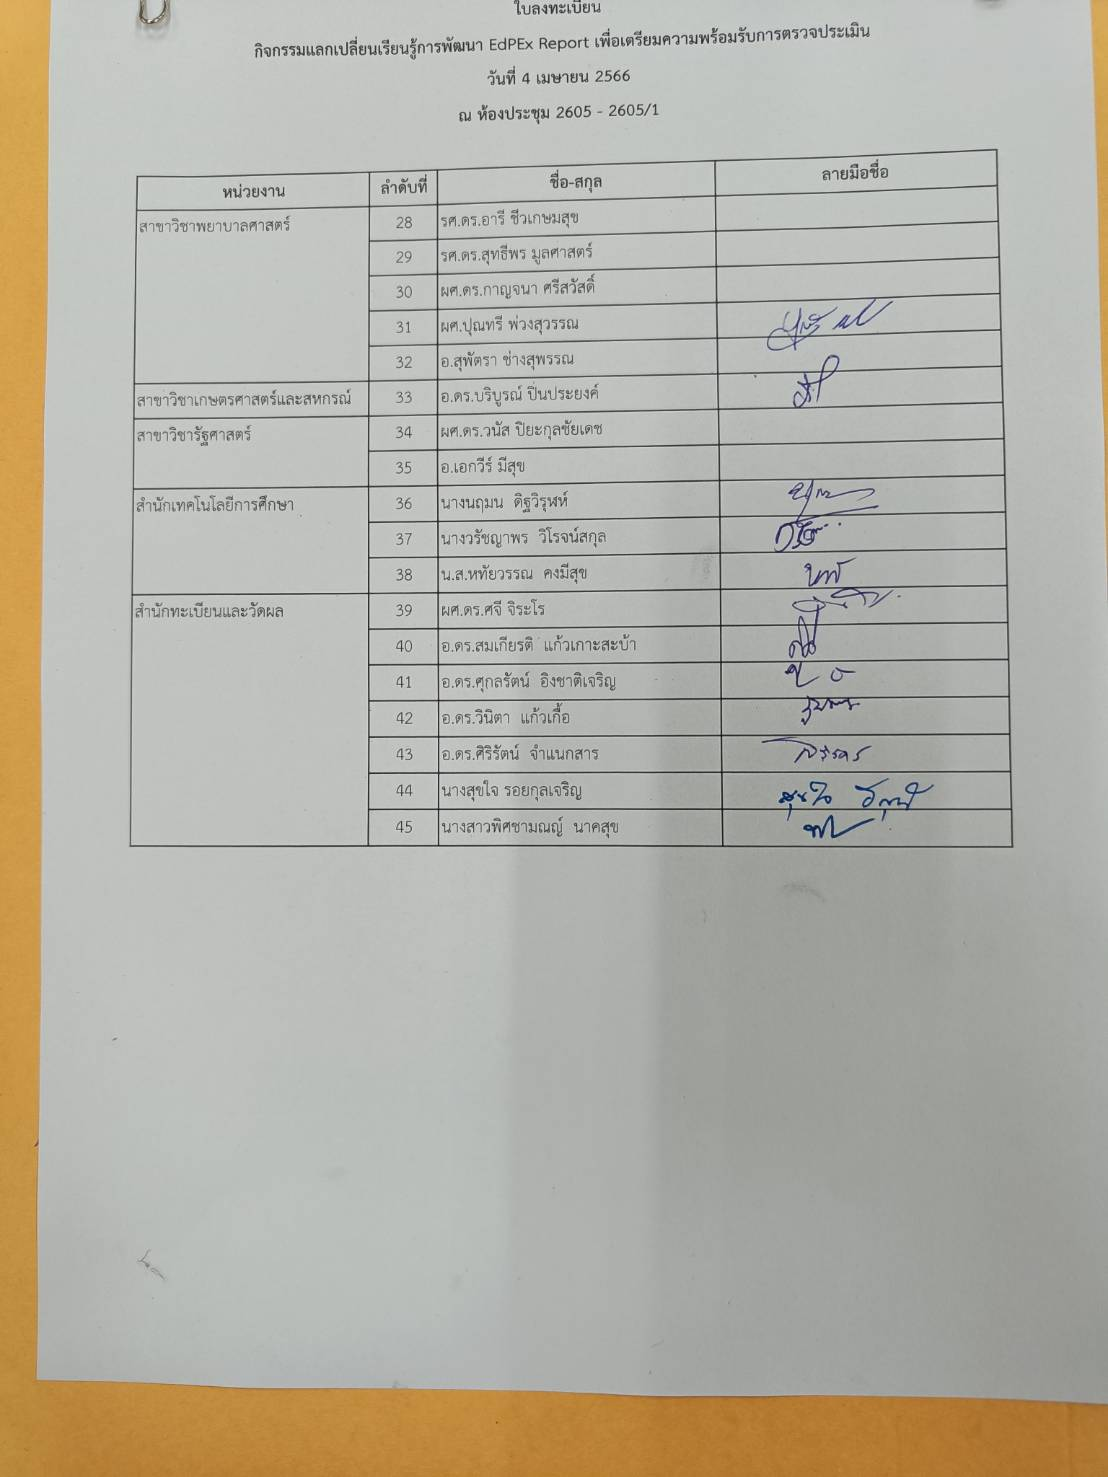 ใบลงทะเบียน
กิจกรรมแลกเปลี่ยนเรียนรู้การพัฒนา EdPEx Report เพื่อเตรียมความพร้อมรับการตรวจประเมิน
วันที่ 4 เมษายน 2566
ณ ห้องประชุม 2605 - 2605/1
หน่วยงาน ลำดับที่ ชื่อ-สกุล ลายมือชื่อ
สาขาวิชาพยาบาลศาสตร์ 28 รศ.ดร.อารี ชีวเกษมสุข
29 รศ.ดร.สุทธีพร มูลศาสตร์
30 ผศ.ดร.กาญจนา ศรีสวัสดิ์
31 ผศ.ปุณฑรี พ่วงสุวรรณ
32 อ.สุพัตรา ช่างสุพรรณ
สาขาวิชาเกษตรศาสตร์และสหกรณ์ 33 อ.ดร.บริบูรณ์ ปิ่นประยงค์
สาขาวิชารัฐศาสตร์ 34 ผศ.ดร.วนัส ปิยะกุลชัยเดช
35 อ.เอกวีร์ มีสุข
สำนักเทคโนโลยีการศึกษา 36 นางนฤมน ดิฐวิรุฬห์
37 นางวรัชญาพร วิโรจน์สกุล
38 น.ส.หทัยวรรณ คงมีสุข
สำนักทะเบียนและวัดผล 39 ผศ.ดร.ศจี จิระโร
40 อ.ดร.สมเกียรติ แก้วเกาะสะบ้า
41 อ.ดร.ศุกลรัตน์ อิงชาติเจริญ
42 อ.ดร.วินิตา แก้วเกื้อ
43 อ.ดร.ศิริรัตน์ จำแนกสาร
44 นางสุขใจ รอยกุลเจริญ
45 นางสาวพิศชามณญ์ นาคสุข